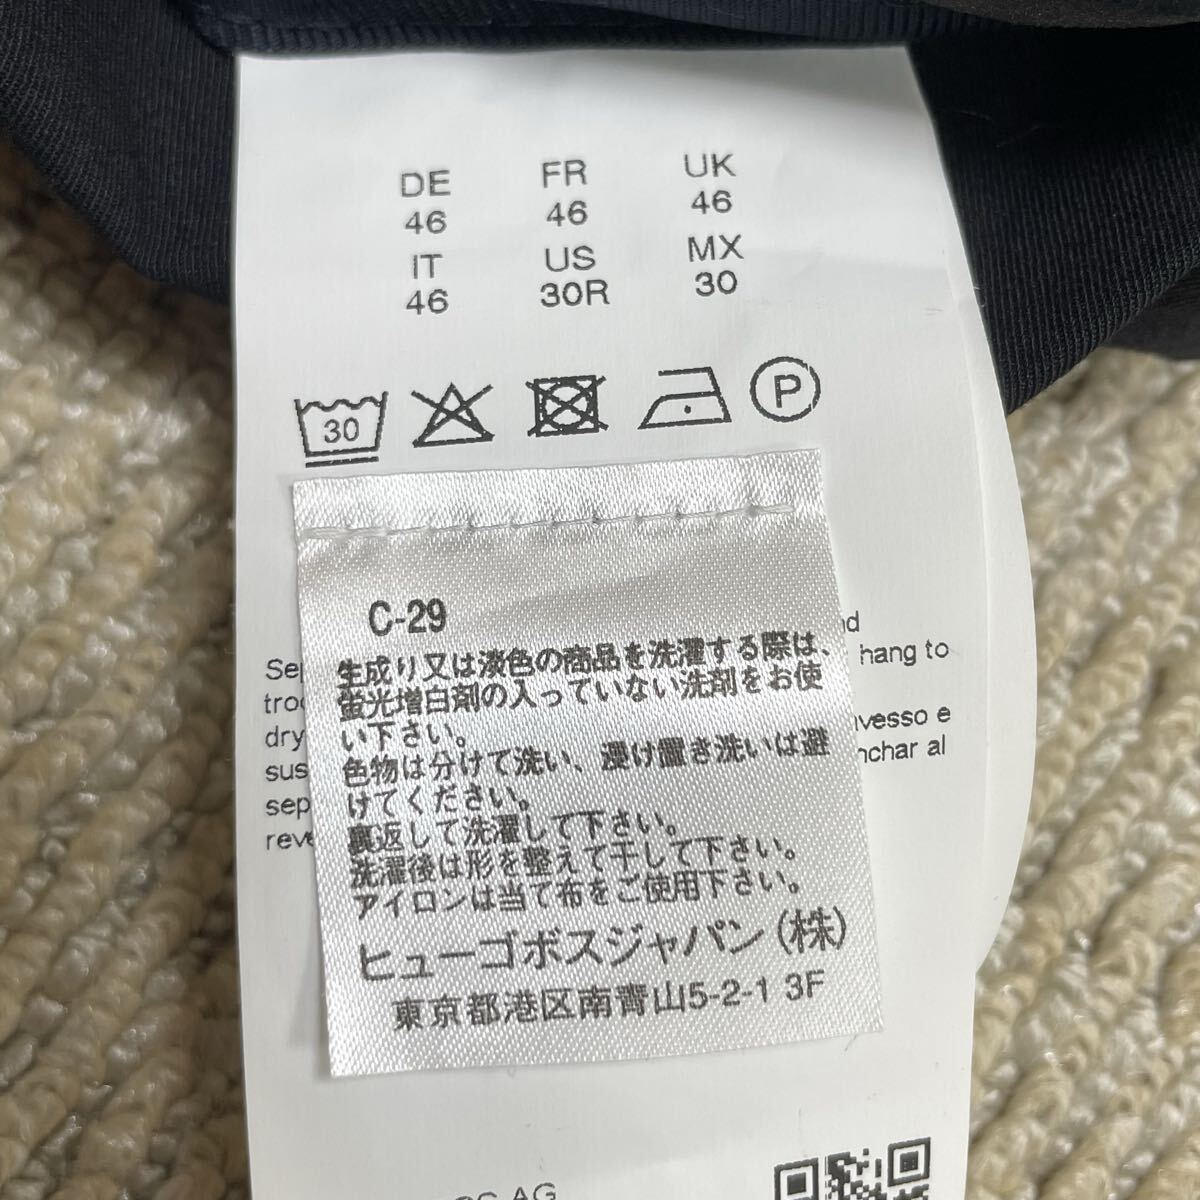 DE FR UK
46 46 46
IT US MX
46 30R 30
30 P
C-29
生成り又は淡色の商品を洗濯する際は、
蛍光増白剤の入っていない洗剤をお使
い下さい。
色物は分けて洗い、浸け置き洗いは避
けてください。
裏返して洗濯して下さい。
洗濯後は形を整えて干して下さい。
アイロンは当て布をご使用下さい。
ヒューゴボスジャパン(株)
東京都港区南青山5-2-1 3F
hang to
dry
al
AG